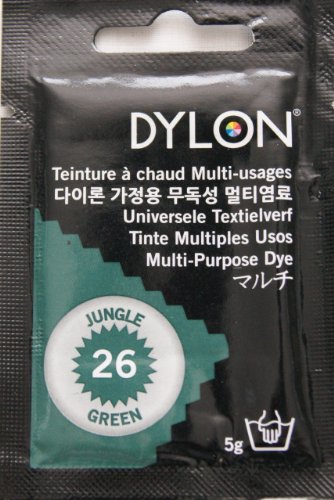 DYLON®
Teinture à chaud Multi-usages
다이론 가정용 무독성 멀티염료
Universele Textielverf
Tinte Multiples Usos
Multi-Purpose Dye
マルチ
JUNGLE
26
GREEN
5g